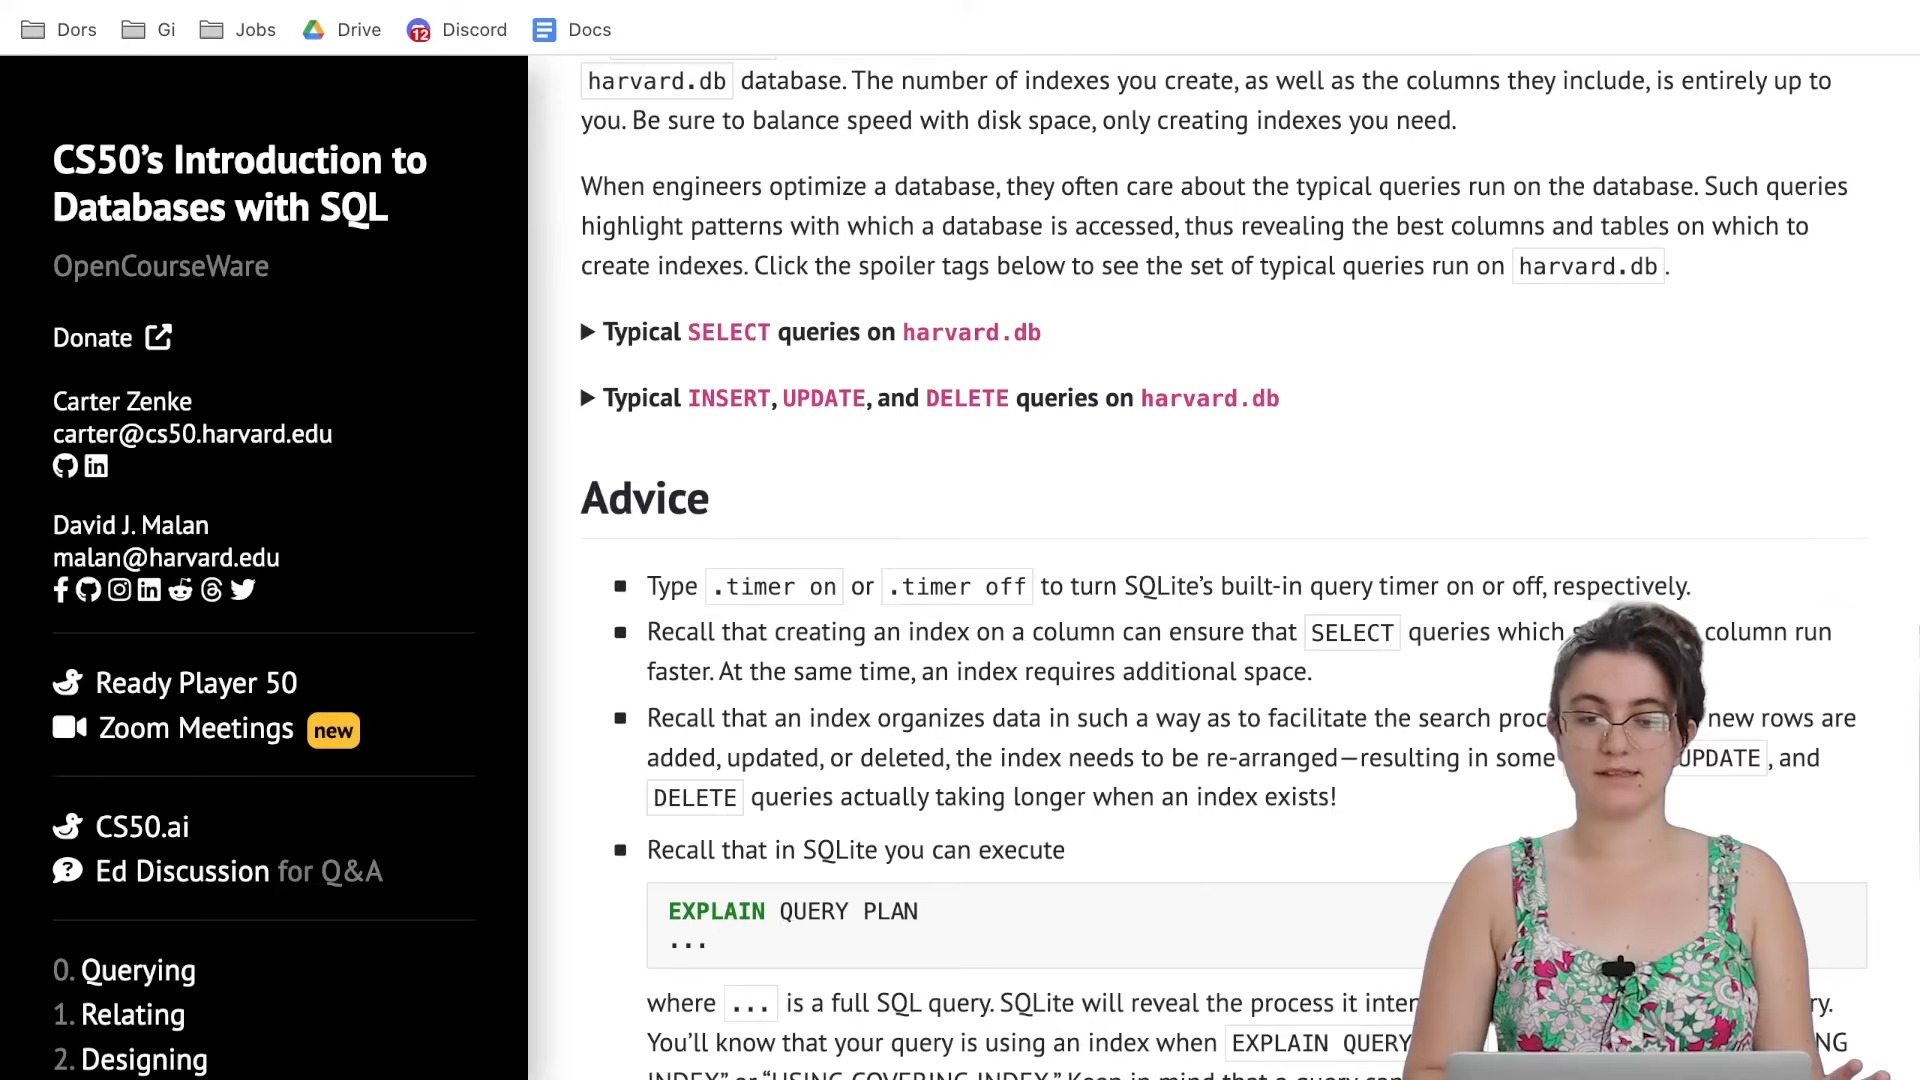 Dors Gi Jobs Drive 12 Discord Docs
CS50’s Introduction to
Databases with SQL
OpenCourseWare
Donate
Carter Zenke
carter@cs50.harvard.edu
David J. Malan
malan@harvard.edu
Ready Player 50
Zoom Meetings new
CS50.ai
Ed Discussion for Q&A
0. Querying
1. Relating
2. Designing
harvard.db database. The number of indexes you create, as well as the columns they include, is entirely up to
you. Be sure to balance speed with disk space, only creating indexes you need.
When engineers optimize a database, they often care about the typical queries run on the database. Such queries
highlight patterns with which a database is accessed, thus revealing the best columns and tables on which to
create indexes. Click the spoiler tags below to see the set of typical queries run on harvard.db.
▶ Typical SELECT queries on harvard.db
▶ Typical INSERT, UPDATE, and DELETE queries on harvard.db
Advice
Type .timer on or .timer off to turn SQLite’s built-in query timer on or off, respectively.
Recall that creating an index on a column can ensure that SELECT queries which column run
faster. At the same time, an index requires additional space.
Recall that an index organizes data in such a way as to facilitate the search new rows are
added, updated, or deleted, the index needs to be re-arranged—resulting in some UPDATE, and
DELETE queries actually taking longer when an index exists!
Recall that in SQLite you can execute
EXPLAIN QUERY PLAN
...
where ... is a full SQL query. SQLite will reveal the process it
You’ll know that your query is using an index when EXPLAIN QUERY
INDEX” or “USING COVERING INDEX.” Keep in mind that a query can